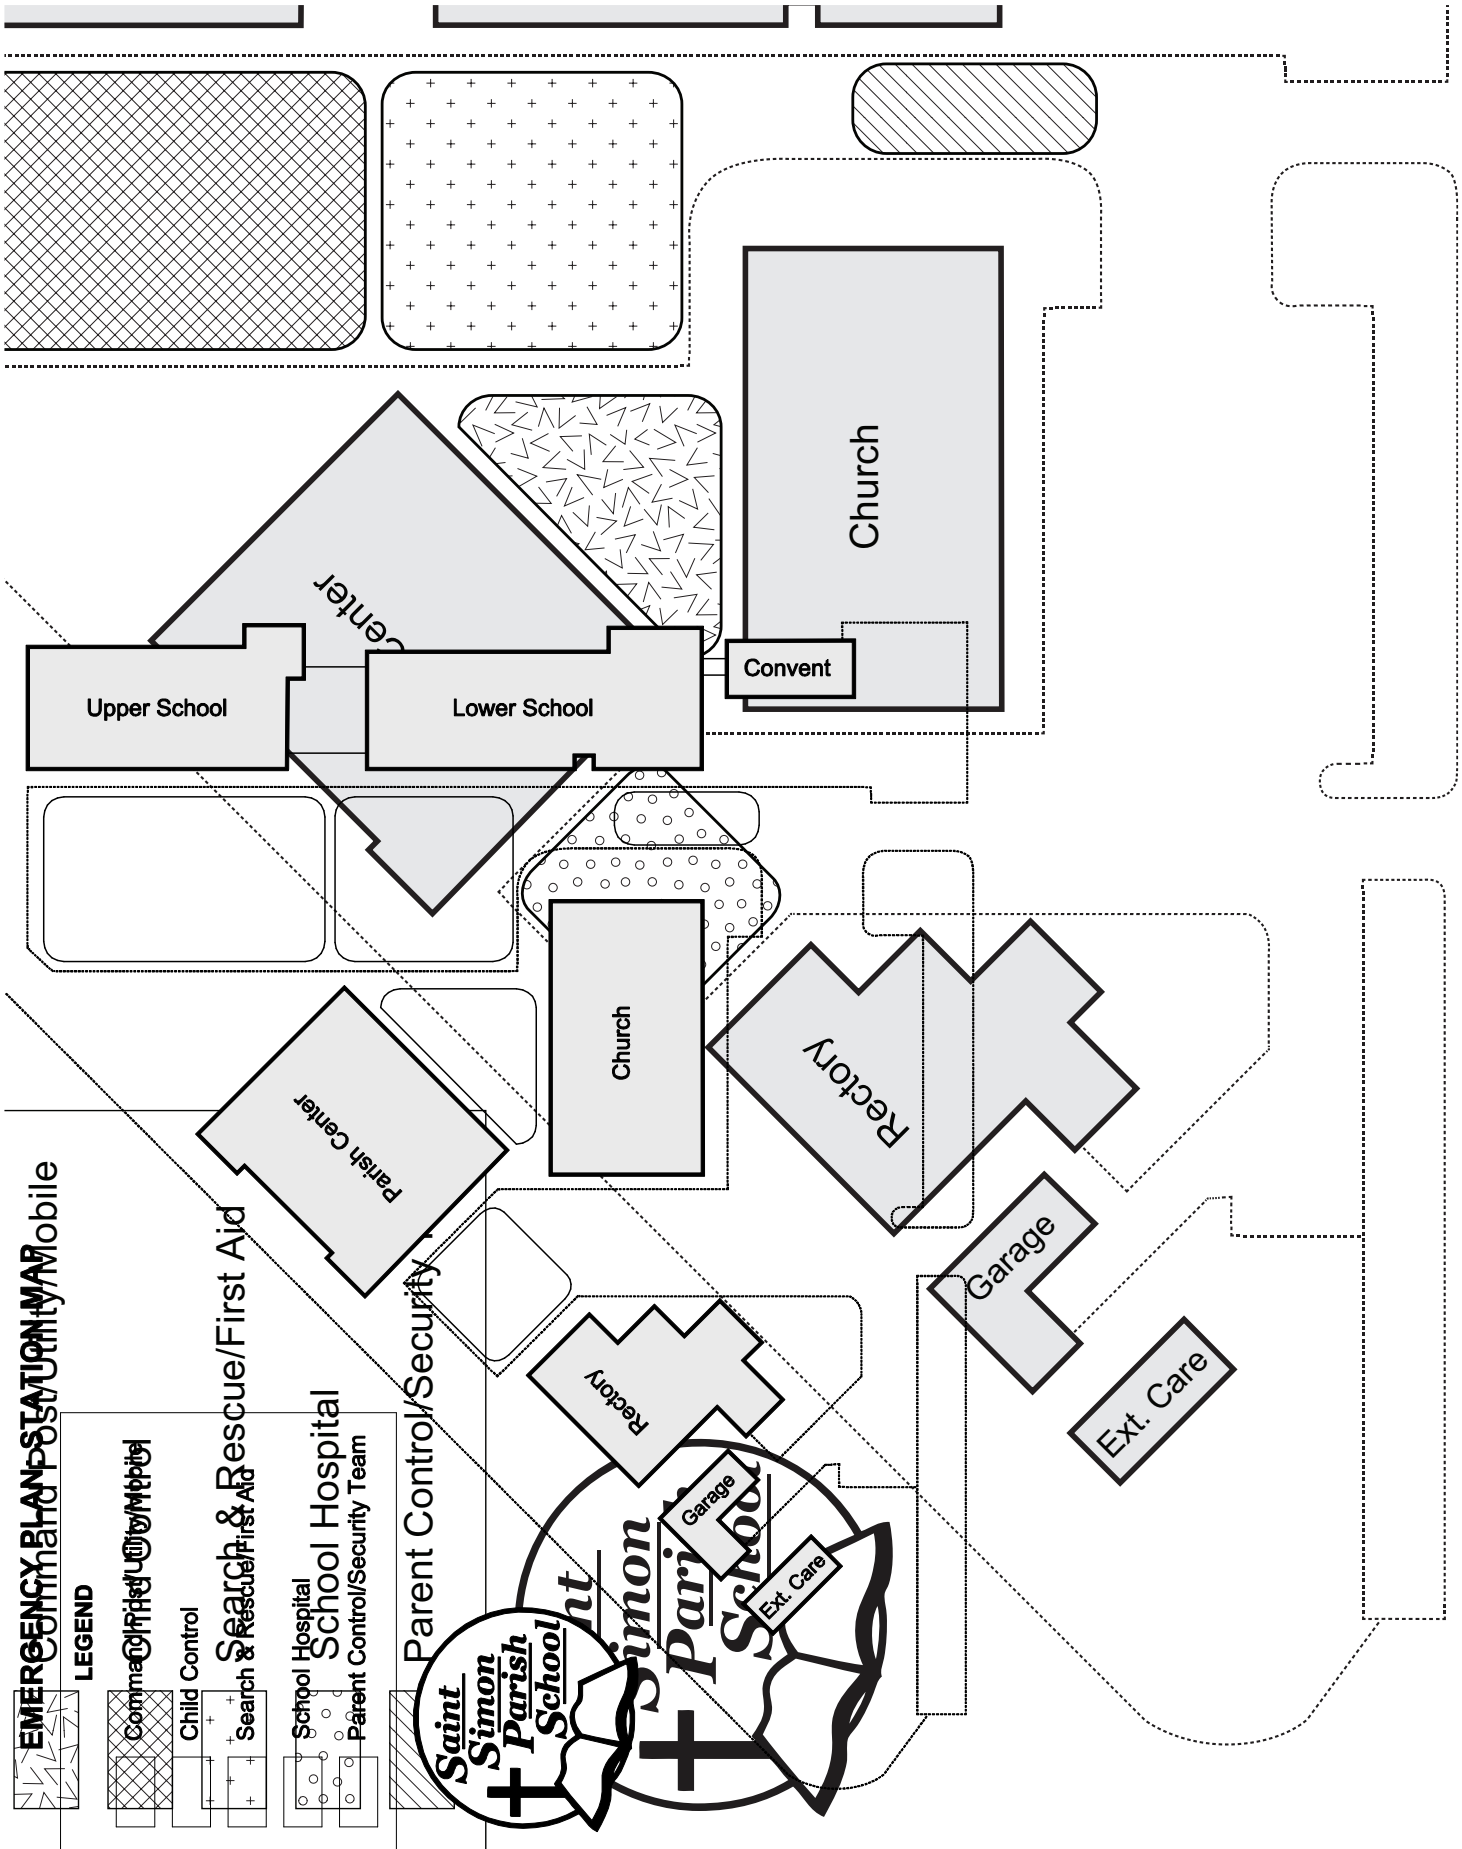 Church
Center
Convent
Upper School
Lower School
Church
Rectory
Parish Center
Garage
Ext. Care
Rectory
Garage
Ext. Care
EMERGENCY PLAN-STATION MAP
LEGEND
Command Post/Utility/Mobile
Child Control
Search & Rescue/First Aid
School Hospital
Parent Control/Security Team
Command Post/Utility/Mobile
Child Control
Search & Rescue/First Aid
School Hospital
Parent Control/Security
Saint
Simon
Parish
School
Simon
School